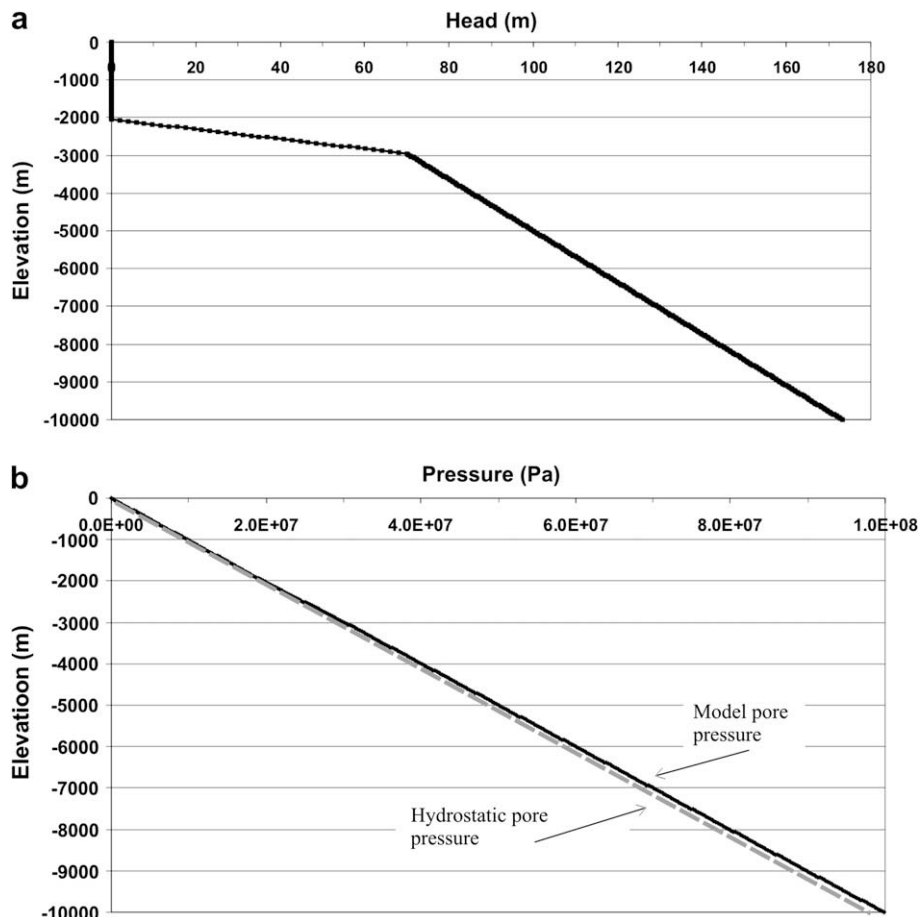 a
Head (m)
0
0 20 40 60 80 100 120 140 160 180
-1000
-2000
-3000
-4000
-5000
-6000
-7000
-8000
-9000
-10000
Elevation (m)
b
Pressure (Pa)
0
0.0E+00 2.0E+07 4.0E+07 6.0E+07 8.0E+07 1.0E+08
-1000
-2000
-3000
-4000
-5000
-6000
-7000
-8000
-9000
-10000
Elevatioon (m)
Model pore
pressure
Hydrostatic pore
pressure